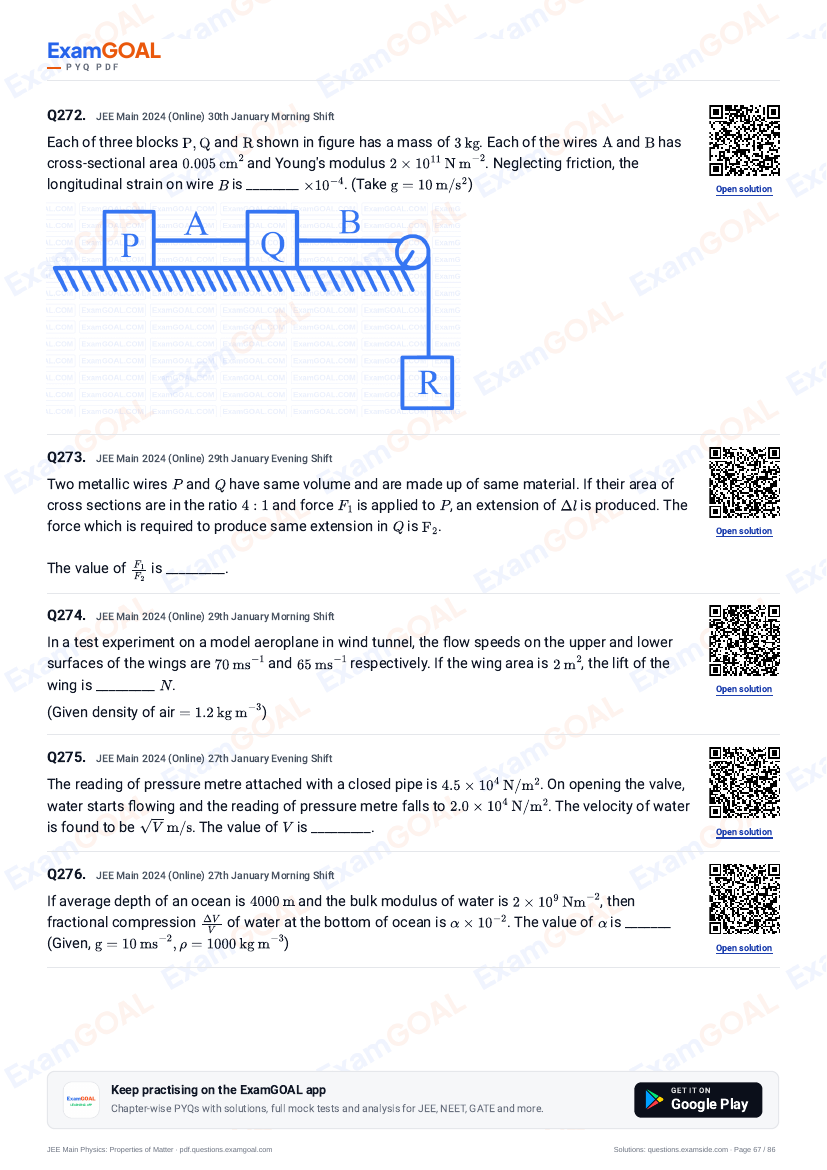 ExamGOAL
PYQ PDF
Q272. JEE Main 2024 (Online) 30th January Morning Shift
Each of three blocks P, Q and R shown in figure has a mass of 3 kg. Each of the wires A and B has
cross-sectional area 0.005 cm² and Young's modulus 2 × 10¹¹ N m⁻². Neglecting friction, the
longitudinal strain on wire B is ________ ×10⁻⁴. (Take g = 10 m/s²)
Open solution
A
B
P
Q
R
Q273. JEE Main 2024 (Online) 29th January Evening Shift
Two metallic wires P and Q have same volume and are made up of same material. If their area of
cross sections are in the ratio 4 : 1 and force F₁ is applied to P, an extension of Δl is produced. The
force which is required to produce same extension in Q is F₂.
The value of F₁/F₂ is _________.
Open solution
Q274. JEE Main 2024 (Online) 29th January Morning Shift
In a test experiment on a model aeroplane in wind tunnel, the flow speeds on the upper and lower
surfaces of the wings are 70 ms⁻¹ and 65 ms⁻¹ respectively. If the wing area is 2 m², the lift of the
wing is _________ N.
(Given density of air = 1.2 kg m⁻³)
Open solution
Q275. JEE Main 2024 (Online) 27th January Evening Shift
The reading of pressure metre attached with a closed pipe is 4.5 × 10⁴ N/m². On opening the valve,
water starts flowing and the reading of pressure metre falls to 2.0 × 10⁴ N/m². The velocity of water
is found to be √V m/s. The value of V is _________.
Open solution
Q276. JEE Main 2024 (Online) 27th January Morning Shift
If average depth of an ocean is 4000 m and the bulk modulus of water is 2 × 10⁹ Nm⁻², then
fractional compression ΔV/V of water at the bottom of ocean is α × 10⁻². The value of α is _______
(Given, g = 10 ms⁻², ρ = 1000 kg m⁻³)
Open solution
Keep practising on the ExamGOAL app
Chapter-wise PYQs with solutions, full mock tests and analysis for JEE, NEET, GATE and more.
GET IT ON
Google Play
JEE Main Physics: Properties of Matter · pdf.questions.examgoal.com
Solutions: questions.examside.com · Page 67 / 86